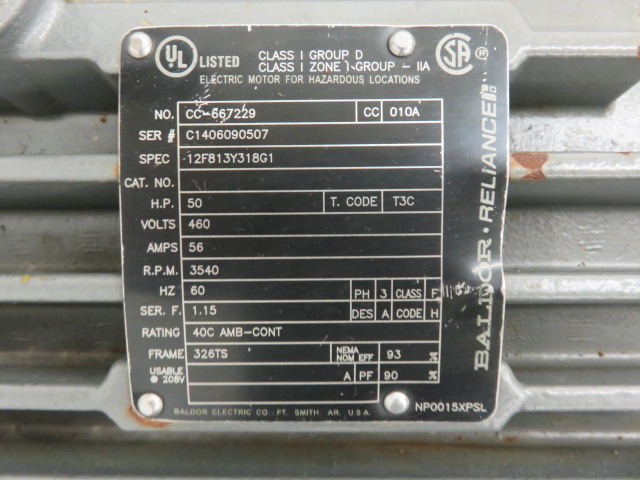 UL LISTED
CLASS I GROUP D
CLASS I ZONE 1 GROUP - IIA
SA ®
ELECTRIC MOTOR FOR HAZARDOUS LOCATIONS
NO. CC-667229 CC 010A
SER # C1406090507
SPEC 12F813Y318G1
CAT. NO.
H.P. 50 T. CODE T3C
VOLTS 460
AMPS 56
R.P.M. 3540
HZ 60 PH 3 CLASS F
SER. F. 1.15 DES A CODE H
RATING 40C AMB-CONT
FRAME 326TS NEMA NOM EFF 93 %
USABLE @ 208V A PF 90 %
BALDOR ELECTRIC CO. FT. SMITH AR. U.S.A.
NP0015XPSL
BALDOR · RELIANCE